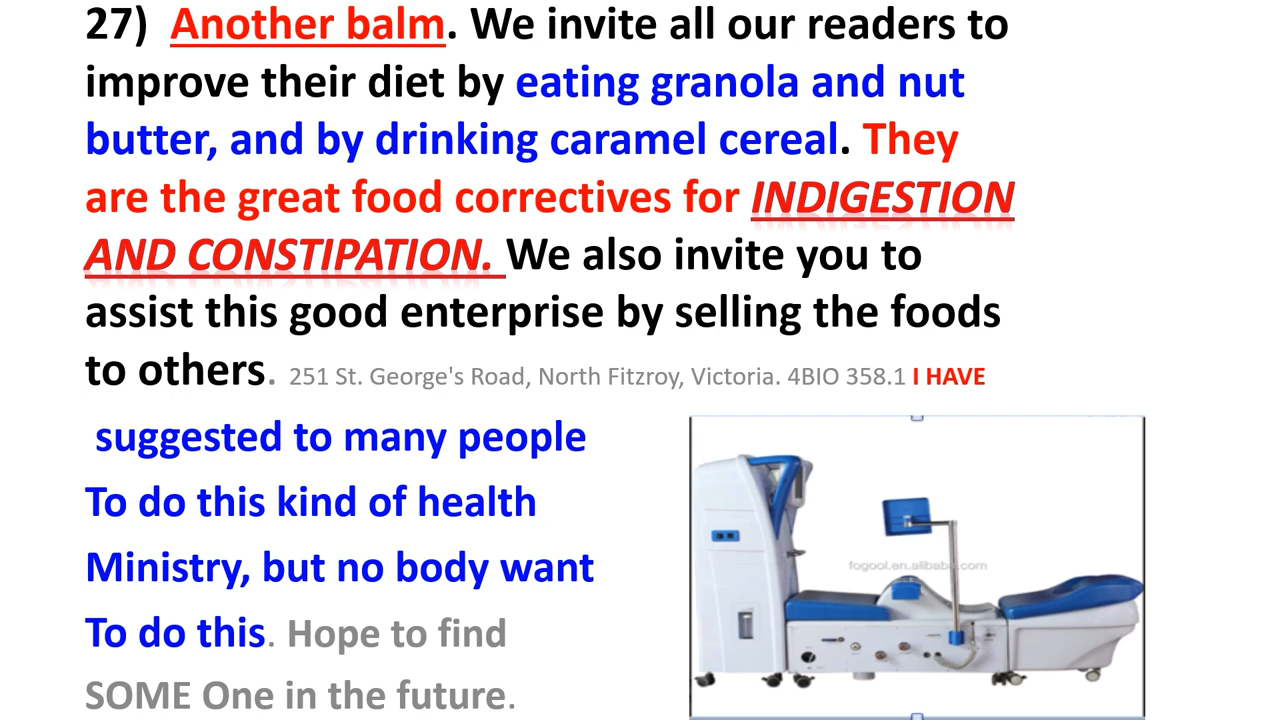 27) Another balm. We invite all our readers to
improve their diet by eating granola and nut
butter, and by drinking caramel cereal. They
are the great food correctives for INDIGESTION
AND CONSTIPATION. We also invite you to
assist this good enterprise by selling the foods
to others. 251 St. George's Road, North Fitzroy, Victoria. 4BIO 358.1 I HAVE
suggested to many people
To do this kind of health
Ministry, but no body want
To do this. Hope to find
SOME One in the future.
fogool.en.alibaba.com